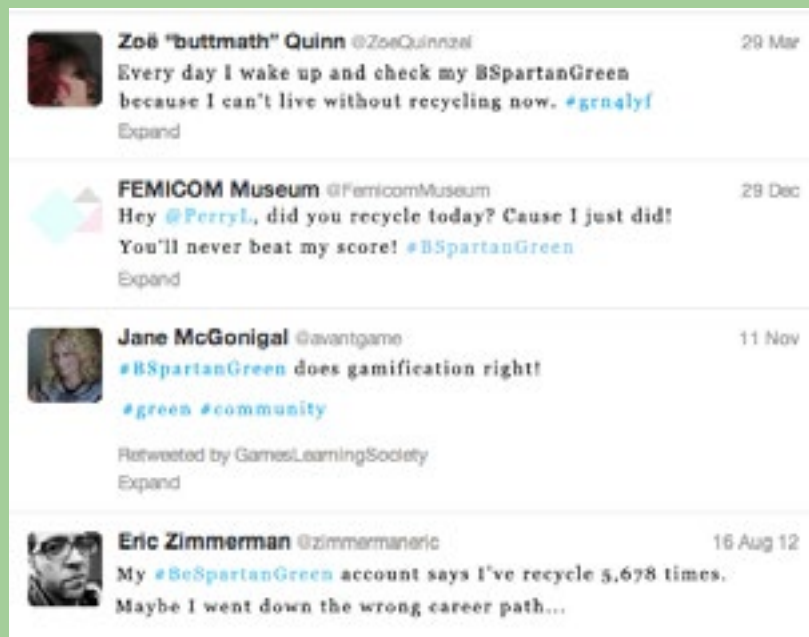 Zoë "buttmath" Quinn @ZoeQuinnzel 29 Mar
Every day I wake up and check my BSpartanGreen
because I can't live without recycling now. #grn4lyf
Expand
FEMICOM Museum @FemicomMuseum 29 Dec
Hey @PerryL, did you recycle today? Cause I just did!
You'll never beat my score! #BSpartanGreen
Expand
Jane McGonigal @avantgame 11 Nov
#BSpartanGreen does gamification right!
#green #community
Retweeted by GamesLearningSociety
Expand
Eric Zimmerman @zimmermaneric 16 Aug 12
My #BeSpartanGreen account says I've recycle 5,678 times.
Maybe I went down the wrong career path...